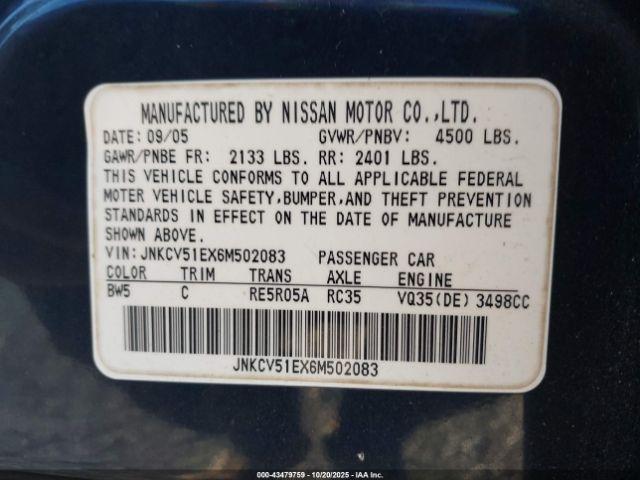 MANUFACTURED BY NISSAN MOTOR CO.,LTD.
DATE: 09/05 GVWR/PNBV: 4500 LBS.
GAWR/PNBE FR: 2133 LBS. RR: 2401 LBS.
THIS VEHICLE CONFORMS TO ALL APPLICABLE FEDERAL
MOTER VEHICLE SAFETY,BUMPER,AND THEFT PREVENTION
STANDARDS IN EFFECT ON THE DATE OF MANUFACTURE
SHOWN ABOVE.
VIN: JNKCV51EX6M502083 PASSENGER CAR
COLOR TRIM TRANS AXLE ENGINE
BW5 C RE5R05A RC35 VQ35(DE) 3498CC
JNKCV51EX6M502083
000-43479759 - 10/20/2025 - IAA Inc.